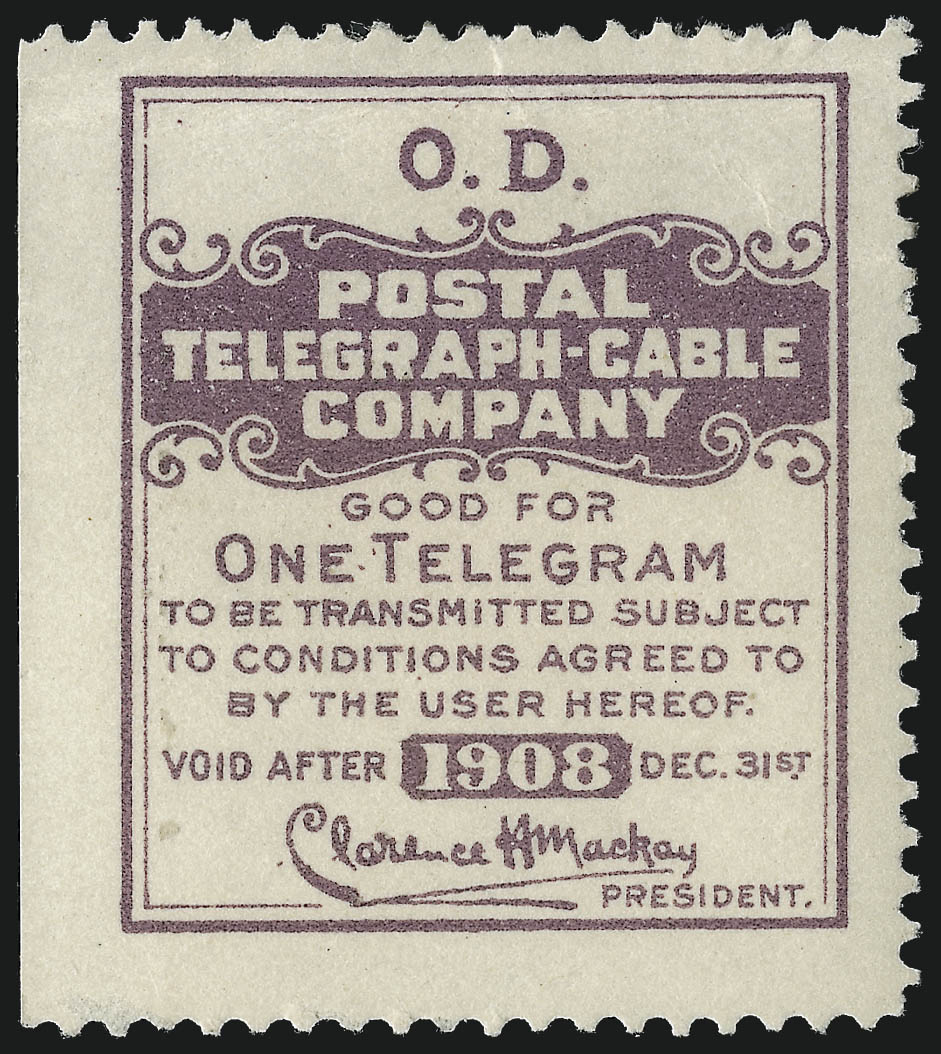 O. D.
POSTAL
TELEGRAPH-CABLE
COMPANY
GOOD FOR
ONE TELEGRAM
TO BE TRANSMITTED SUBJECT
TO CONDITIONS AGREED TO
BY THE USER HEREOF.
VOID AFTER 1908 DEC. 31ST
Clarence H Mackay
PRESIDENT.